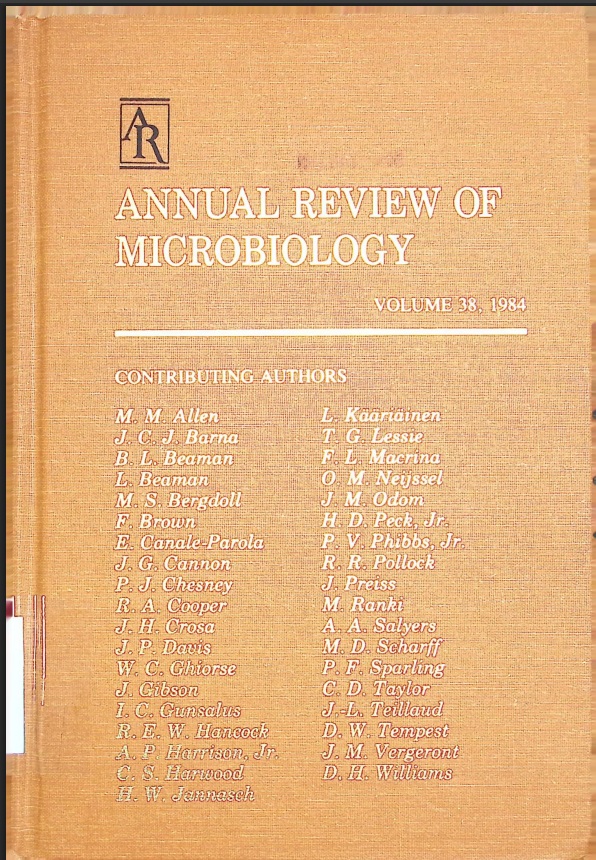 AR
ANNUAL REVIEW OF
MICROBIOLOGY
VOLUME 38, 1984
CONTRIBUTING AUTHORS
M. M. Allen
J. C. J. Barna
B. L. Beaman
L. Beaman
M. S. Bergdoll
F. Brown
E. Canale-Parola
J. G. Cannon
P. J. Chesney
R. A. Cooper
J. H. Crosa
J. P. Davis
W. C. Ghiorse
J. Gibson
I. C. Gunsalus
R. E. W. Hancock
A. P. Harrison, Jr.
C. S. Harwood
H. W. Jannasch
L. Kääriäinen
T. G. Lessie
F. L. Macrina
O. M. Neijssel
J. M. Odom
H. D. Peck, Jr.
P. V. Phibbs, Jr.
R. R. Pollock
J. Preiss
M. Ranki
A. A. Salyers
M. D. Scharff
P. F. Sparling
C. D. Taylor
J.-L. Teillaud
D. W. Tempest
J. M. Vergeront
D. H. Williams